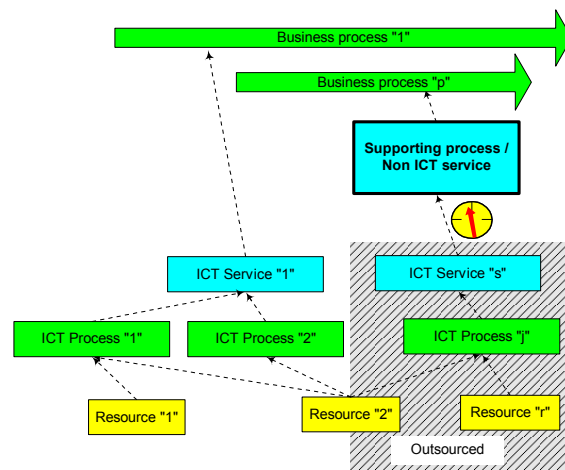 Business process "1"
Business process "p"
Supporting process /
Non ICT service
ICT Service "1"
ICT Service "s"
ICT Process "1"
ICT Process "2"
ICT Process "j"
Resource "1"
Resource "2"
Resource "r"
Outsourced